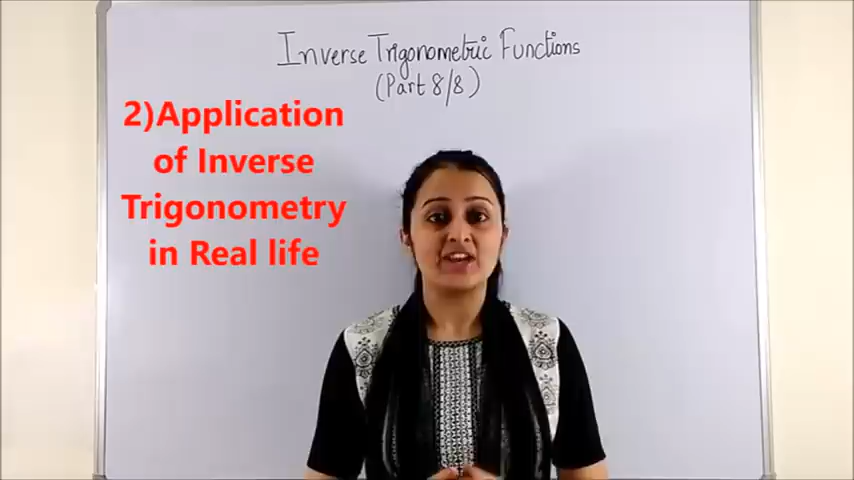 Inverse Trigonometric Functions
(Part 8/8)
2)Application
of Inverse
Trigonometry
in Real life